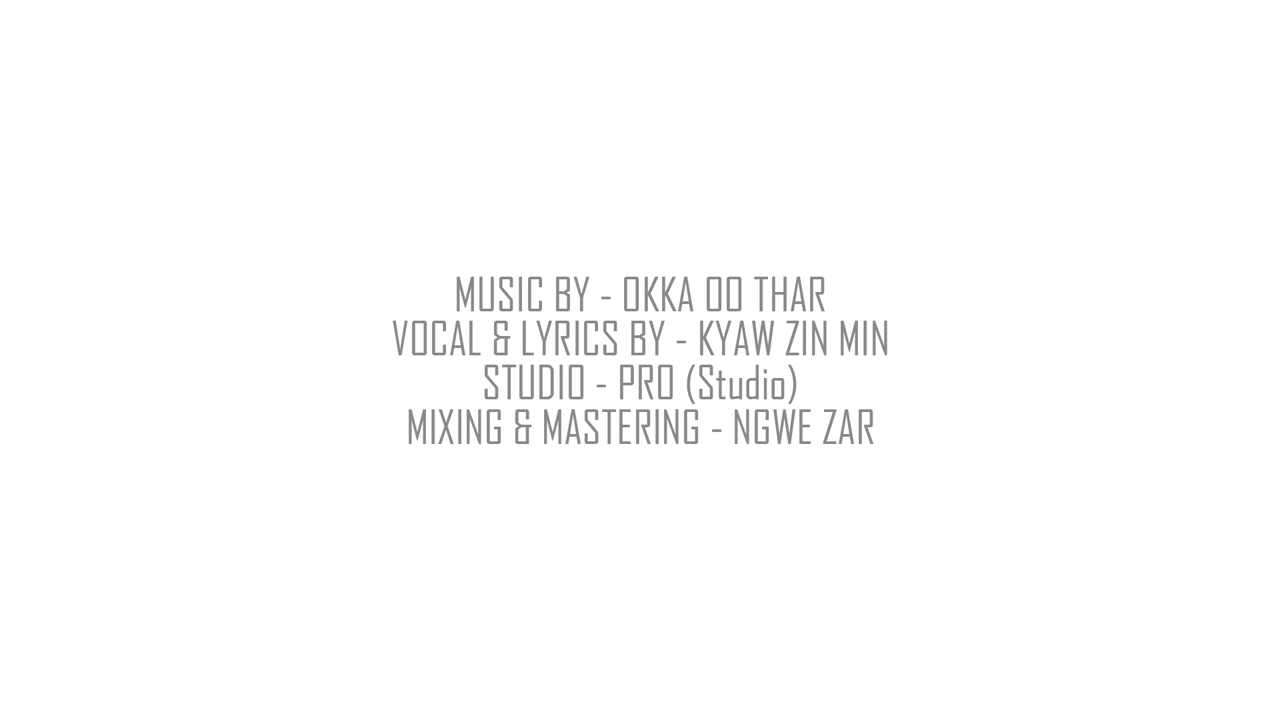 MUSIC BY - OKKA OO THAR
VOCAL & LYRICS BY - KYAW ZIN MIN
STUDIO - PRO (Studio)
MIXING & MASTERING - NGWE ZAR